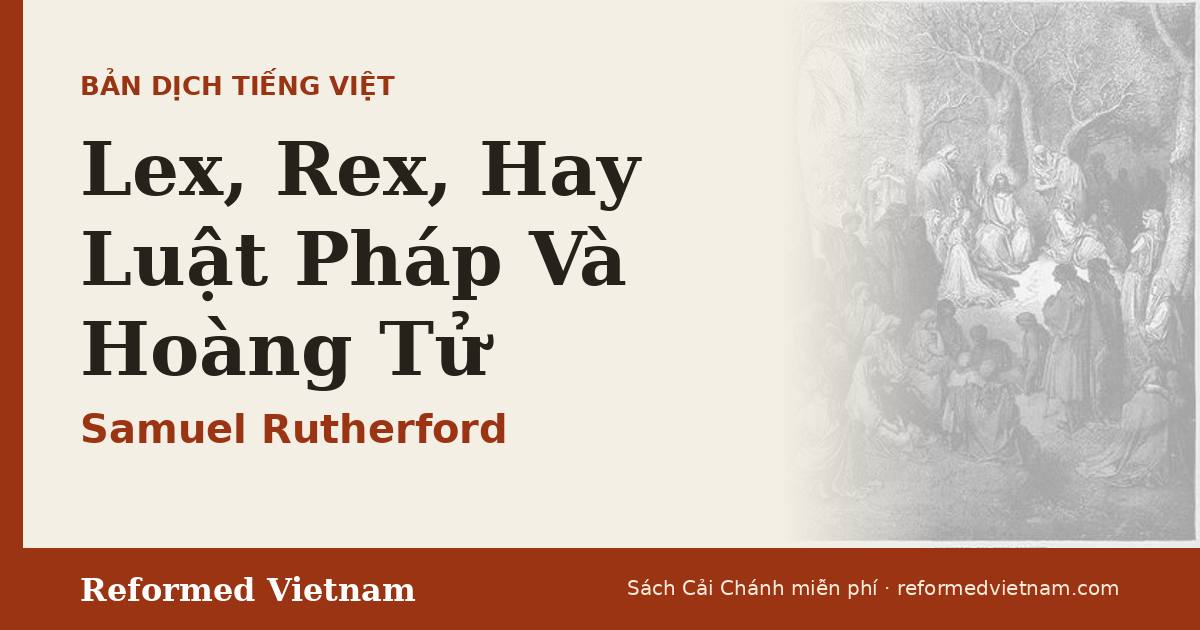 BẢN DỊCH TIẾNG VIỆT
Lex, Rex, Hay
Luật Pháp Và
Hoàng Tử
Samuel Rutherford
Reformed Vietnam
Sách Cải Chánh miễn phí · reformedvietnam.com